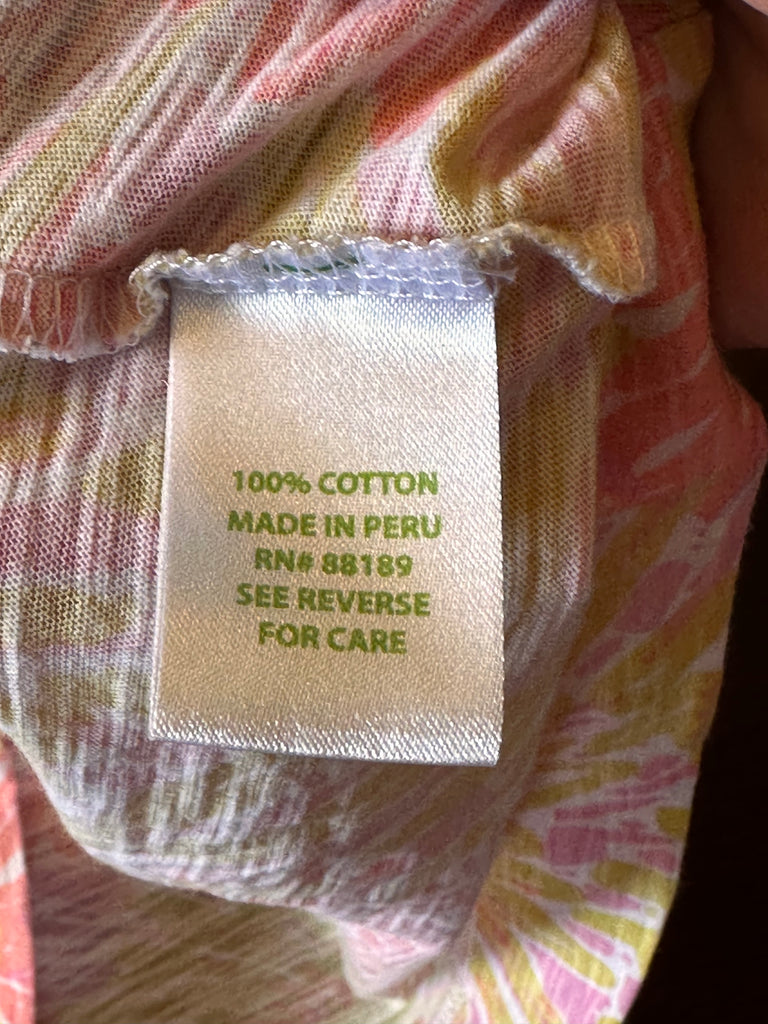 100% COTTON
MADE IN PERU
RN# 88189
SEE REVERSE
FOR CARE